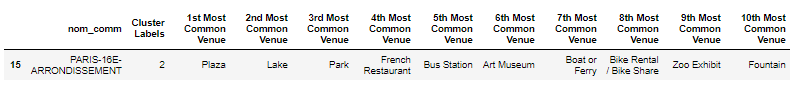 nom_comm Cluster Labels 1st Most Common Venue 2nd Most Common Venue 3rd Most Common Venue 4th Most Common Venue 5th Most Common Venue 6th Most Common Venue 7th Most Common Venue 8th Most Common Venue 9th Most Common Venue 10th Most Common Venue
15 PARIS-16E-ARRONDISSEMENT 2 Plaza Lake Park French Restaurant Bus Station Art Museum Boat or Ferry Bike Rental / Bike Share Zoo Exhibit Fountain